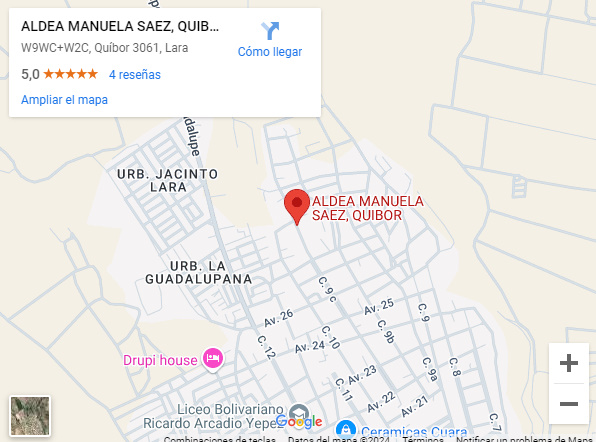 ALDEA MANUELA SAEZ, QUIB...
W9WC+W2C, Quíbor 3061, Lara
5,0
4 reseñas
Ampliar el mapa
Cómo llegar
URB. JACINTO
LARA
ALDEA MANUELA
SAEZ, QUIBOR
URB. LA
GUADALUPANA
C. 9 c
Av. 25
C. 9
Av. 26
C. 10
C. 9b
Av. 24
C. 12
Drupi house
C. 9a
C. 8
Av. 23
C. 11
Av. 22
Av. 21
C. 7
Liceo Bolivariano
Ricardo Arcadio Yepez
Google
Ceramicas Cuara
Combinaciones de teclas
Datos del mapa ©2024
Términos
Notificar un problema de Maps